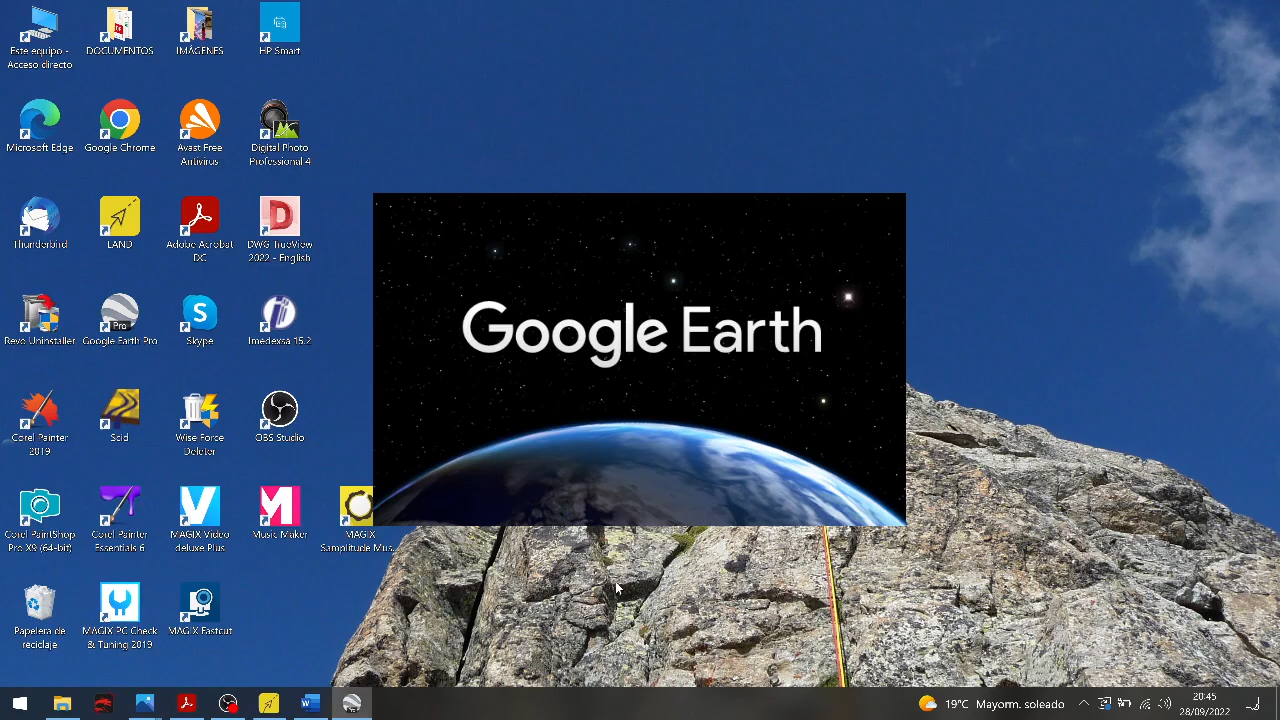 Este equipo -
Acceso directo
DOCUMENTOS
IMÁGENES
HP Smart
Microsoft Edge
Google Chrome
Avast Free
Antivirus
Digital Photo
Professional 4
Thunderbird
LAND
Adobe Acrobat
DC
DWG TrueView
2022 - English
Revo Uninstaller
Pro
Google Earth Pro
Skype
Imedexsa 15.2
Google Earth
Corel Painter
2019
Scid
Wise Force
Deleter
OBS Studio
Corel PaintShop
Pro X9 (64-bit)
Corel Painter
Essentials 6
MAGIX Video
deluxe Plus
Music Maker
MAGIX
Samplitude Mus...
Papelera de
reciclaje
MAGIX PC Check
& Tuning 2019
MAGIX Fastcut
19°C Mayorm. soleado
20:45
28/09/2022